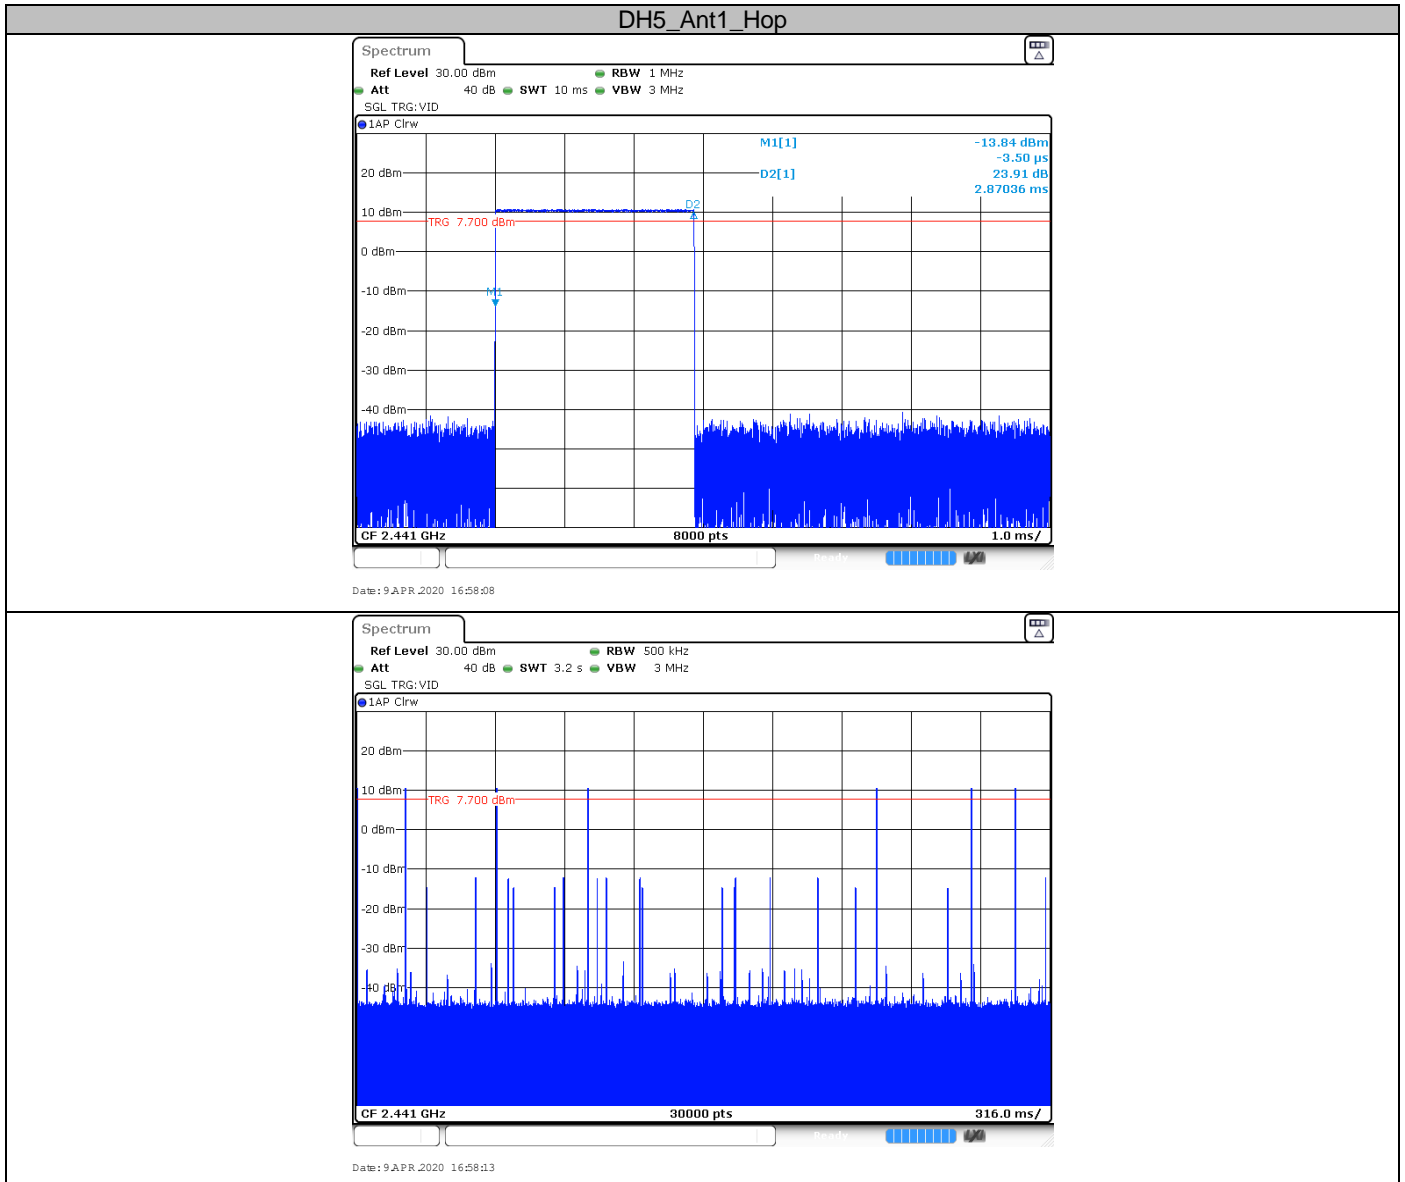 DH5_Ant1_Hop
Spectrum
Ref Level 30.00 dBm RBW 1 MHz
Att 40 dB SWT 10 ms VBW 3 MHz
SGL TRG:VID
1AP Clrw
M1[1] -13.84 dBm
-3.50 µs
D2[1] 23.91 dB
2.87036 ms
20 dBm
D2
10 dBm
TRG 7.700 dBm
0 dBm
-10 dBm
M1
-20 dBm
-30 dBm
-40 dBm
CF 2.441 GHz 8000 pts 1.0 ms/
Ready LXI
Date: 9.APR.2020 16:58:08
Spectrum
Ref Level 30.00 dBm RBW 500 kHz
Att 40 dB SWT 3.2 s VBW 3 MHz
SGL TRG:VID
1AP Clrw
20 dBm
10 dBm
TRG 7.700 dBm
0 dBm
-10 dBm
-20 dBm
-30 dBm
-40 dBm
CF 2.441 GHz 30000 pts 316.0 ms/
Ready LXI
Date: 9.APR.2020 16:58:13